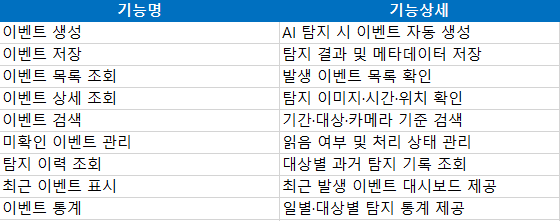 기능명 기능상세
이벤트 생성 AI 탐지 시 이벤트 자동 생성
이벤트 저장 탐지 결과 및 메타데이터 저장
이벤트 목록 조회 발생 이벤트 목록 확인
이벤트 상세 조회 탐지 이미지·시간·위치 확인
이벤트 검색 기간·대상·카메라 기준 검색
미확인 이벤트 관리 읽음 여부 및 처리 상태 관리
탐지 이력 조회 대상별 과거 탐지 기록 조회
최근 이벤트 표시 최근 발생 이벤트 대시보드 제공
이벤트 통계 일별·대상별 탐지 통계 제공